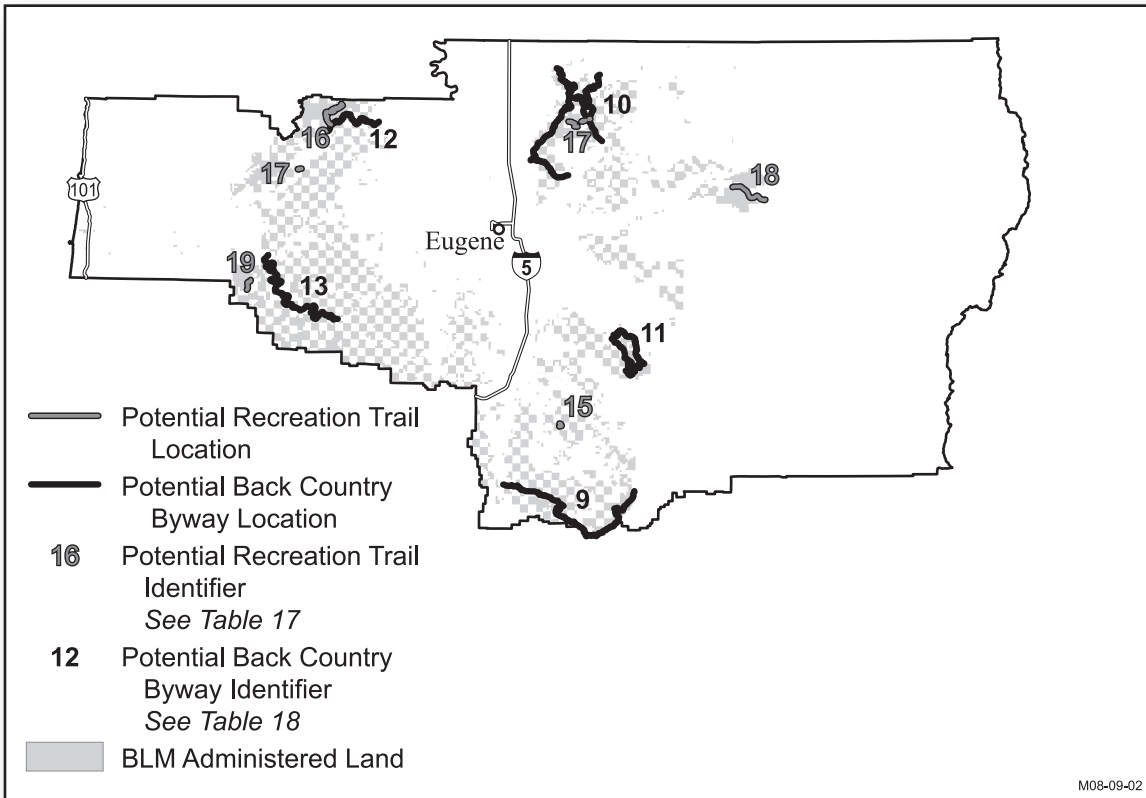 10
16
12
17
17
18
101
Eugene
19
5
13
11
15
9
Potential Recreation Trail
Location
Potential Back Country
Byway Location
16 Potential Recreation Trail
Identifier
See Table 17
12 Potential Back Country
Byway Identifier
See Table 18
BLM Administered Land
M08-09-02